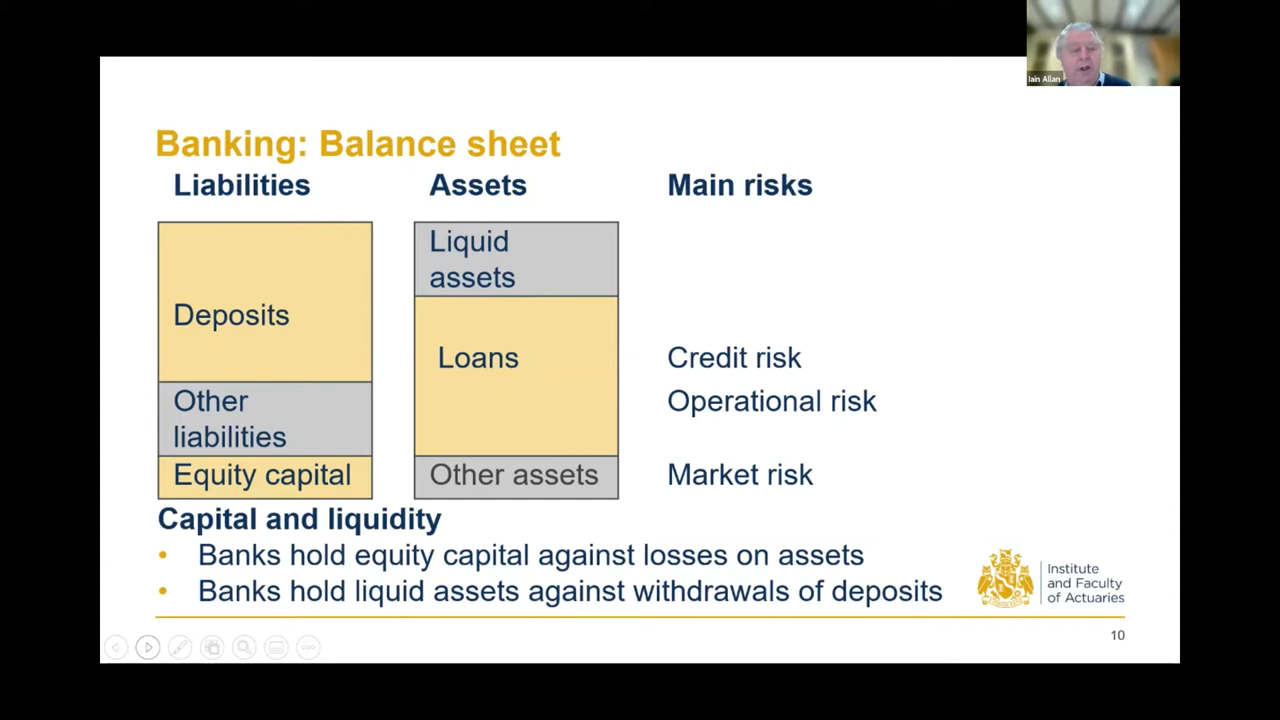 Iain Allan
Banking: Balance sheet
Liabilities
Assets
Main risks
Deposits
Other
liabilities
Equity capital
Liquid
assets
Loans
Other assets
Credit risk
Operational risk
Market risk
Capital and liquidity
• Banks hold equity capital against losses on assets
• Banks hold liquid assets against withdrawals of deposits
Institute
and Faculty
of Actuaries
10